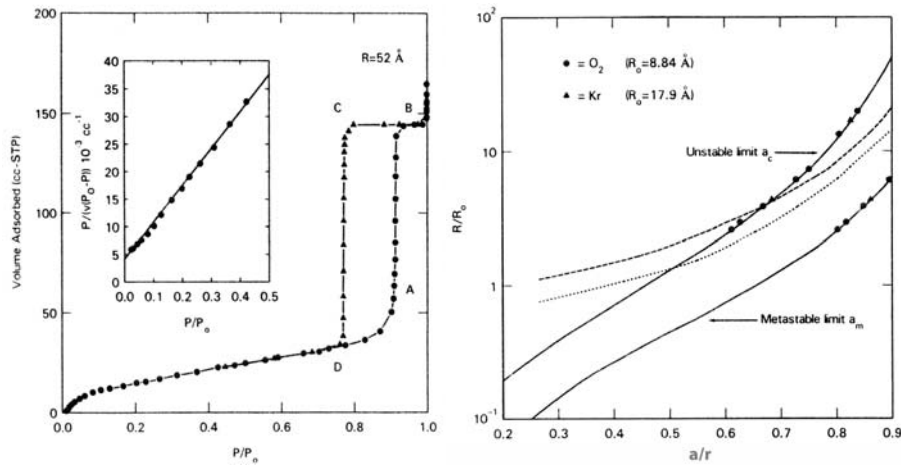 200
150
100
50
0
Volume Adsorbed (cc-STP)
0.0 0.2 0.4 0.6 0.8 1.0
P/Pₒ
R=52 Å
C
B
A
D
40
35
30
25
20
15
10
5
0
P/(v(Pₒ-P)) 10⁻³ cc⁻¹
0.0 0.1 0.2 0.3 0.4 0.5
P/Pₒ
10²
10
1
10⁻¹
R/Rₒ
● = O₂ (Rₒ=8.84 Å)
▲ = Kr (Rₒ=17.9 Å)
Unstable limit a꜀
Metastable limit aₘ
0.2 0.3 0.4 0.5 0.6 0.7 0.8 0.9
a/r